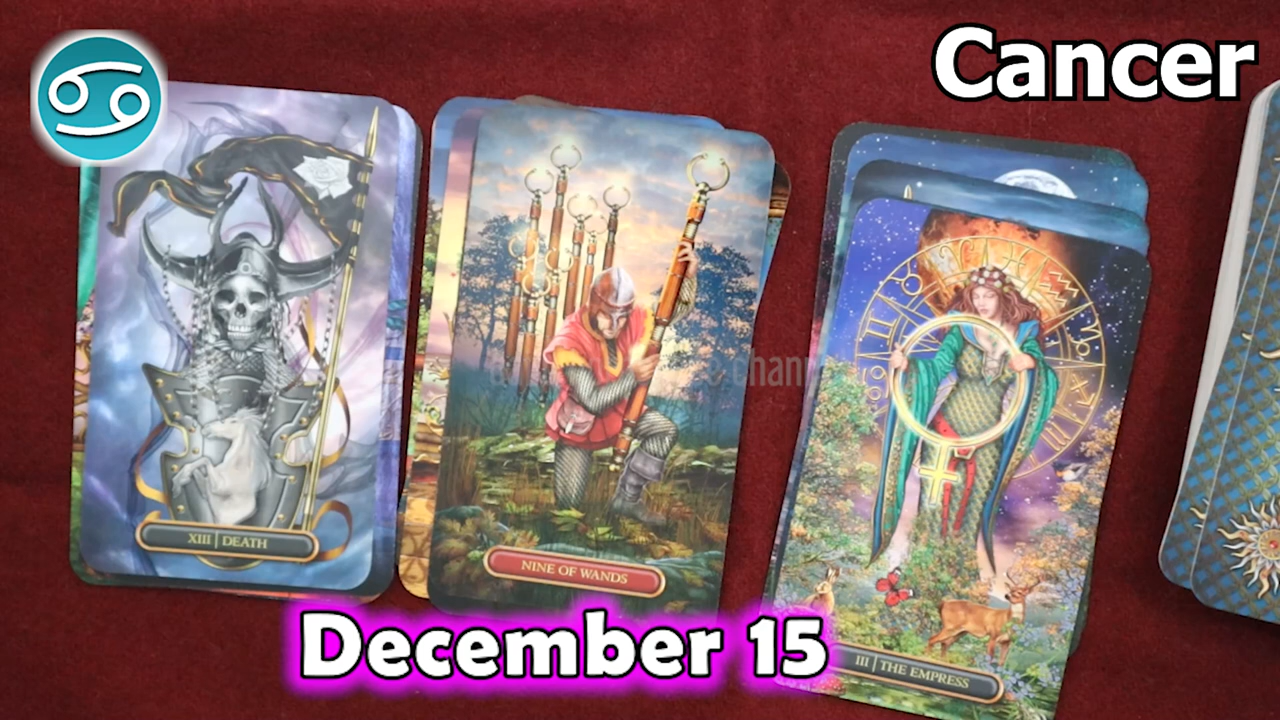 Cancer
XIII | DEATH
NINE OF WANDS
III | THE EMPRESS
December 15